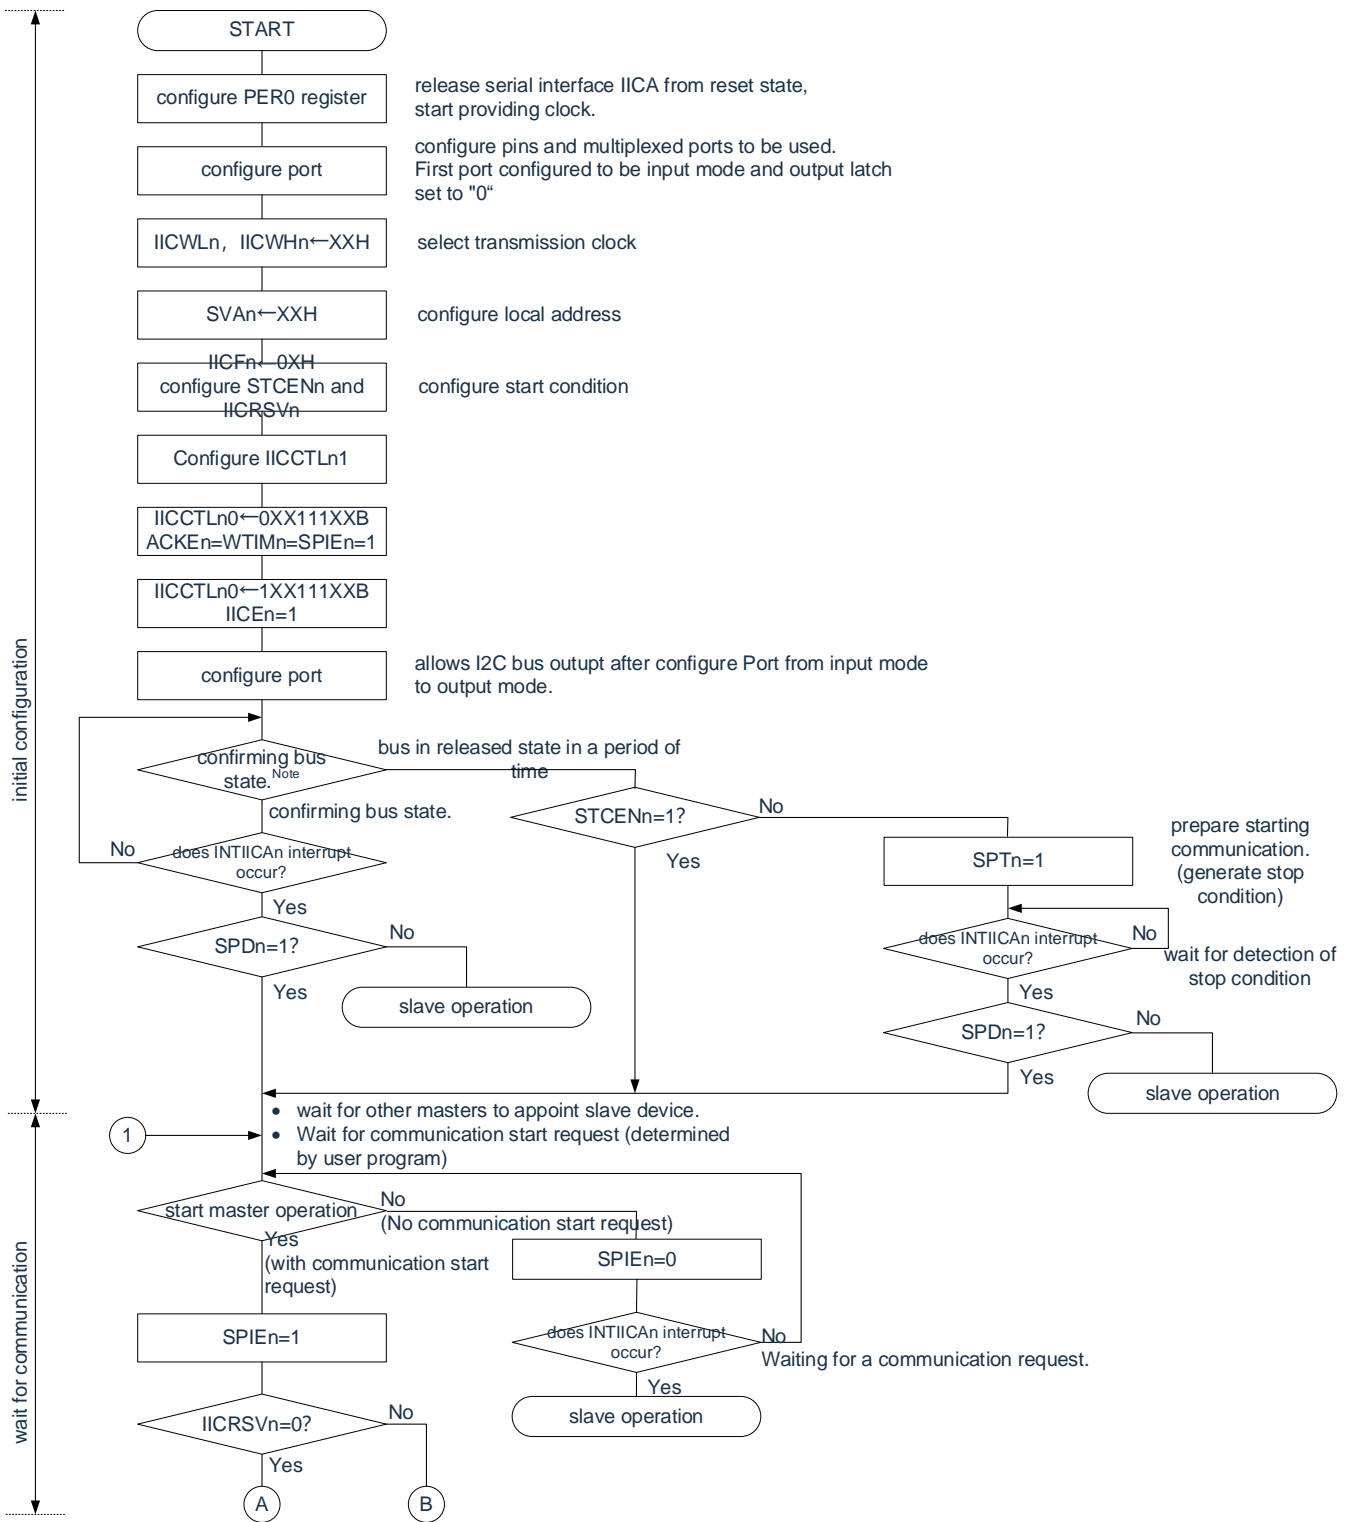 START
configure PER0 register
release serial interface IICA from reset state,
start providing clock.
configure port
configure pins and multiplexed ports to be used.
First port configured to be input mode and output latch
set to "0“
IICWLn，IICWHn←XXH
select transmission clock
SVAn←XXH
configure local address
IICFn←0XH
configure STCENn and
IICRSVn
configure start condition
Configure IICCTLn1
IICCTLn0←0XX111XXB
ACKEn=WTIMn=SPIEn=1
IICCTLn0←1XX111XXB
IICEn=1
configure port
allows I2C bus outupt after configure Port from input mode
to output mode.
initial configuration
confirming bus
state.Note
bus in released state in a period of
time
confirming bus state.
STCENn=1?
No
Yes
SPTn=1
prepare starting
communication.
(generate stop
condition)
does INTIICAn interrupt
occur?
No
Yes
does INTIICAn interrupt
occur?
No
wait for detection of
stop condition
Yes
SPDn=1?
No
Yes
slave operation
SPDn=1?
No
Yes
slave operation
1
• wait for other masters to appoint slave device.
• Wait for communication start request (determined
by user program)
wait for communication
start master operation
No
(No communication start request)
Yes
(with communication start
request)
SPIEn=0
SPIEn=1
does INTIICAn interrupt
occur?
No
Waiting for a communication request.
Yes
slave operation
IICRSVn=0?
No
Yes
A
B